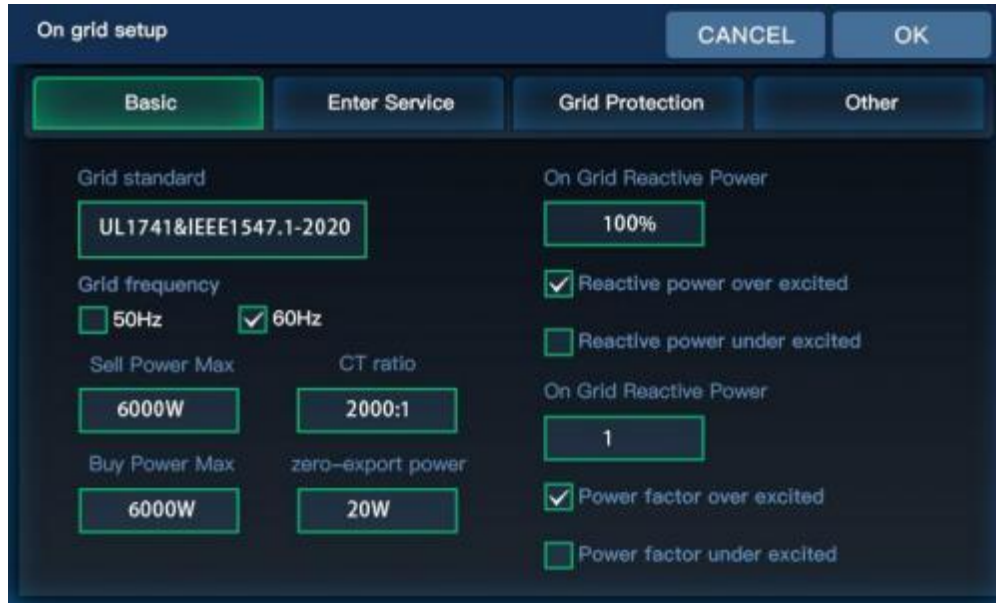 On grid setup
CANCEL
OK
Basic
Enter Service
Grid Protection
Other
Grid standard
UL1741&IEEE1547.1-2020
Grid frequency
50Hz
60Hz
Sell Power Max
CT ratio
6000W
2000:1
Buy Power Max
zero-export power
6000W
20W
On Grid Reactive Power
100%
Reactive power over excited
Reactive power under excited
On Grid Reactive Power
1
Power factor over excited
Power factor under excited